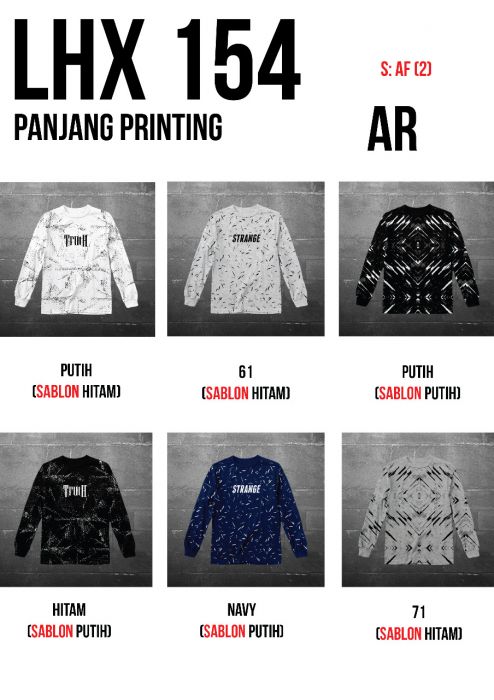 LHX 154
S: AF (2)
PANJANG PRINTING
AR
TRUTH
STRANGE
PUTIH
(SABLON HITAM)
61
(SABLON HITAM)
PUTIH
(SABLON PUTIH)
TRUTH
STRANGE
HITAM
(SABLON PUTIH)
NAVY
(SABLON PUTIH)
71
(SABLON HITAM)